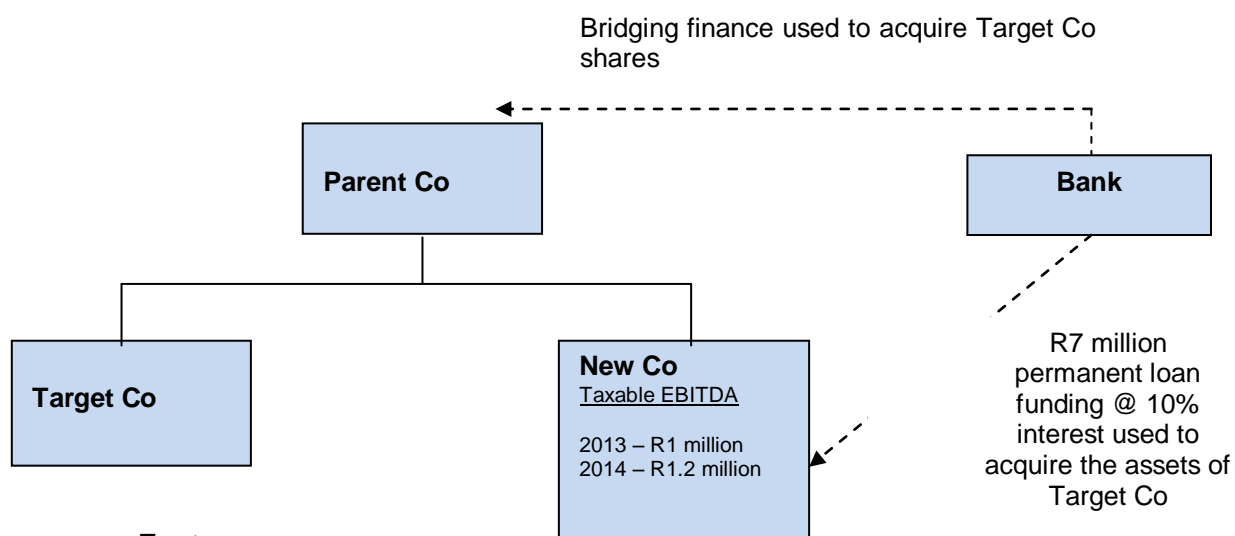 Bridging finance used to acquire Target Co
shares
Parent Co
Bank
Target Co
New Co
Taxable EBITDA
2013 – R1 million
2014 – R1.2 million
R7 million
permanent loan
funding @ 10%
interest used to
acquire the assets of
Target Co